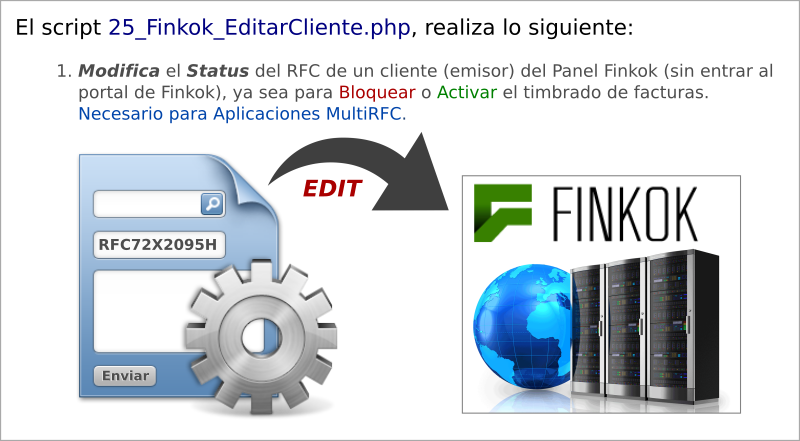 El script 25_Finkok_EditarCliente.php, realiza lo siguiente:
1. Modifica el Status del RFC de un cliente (emisor) del Panel Finkok (sin entrar al
portal de Finkok), ya sea para Bloquear o Activar el timbrado de facturas.
Necesario para Aplicaciones MultiRFC.
EDIT
FINKOK
RFC72X2095H
Enviar